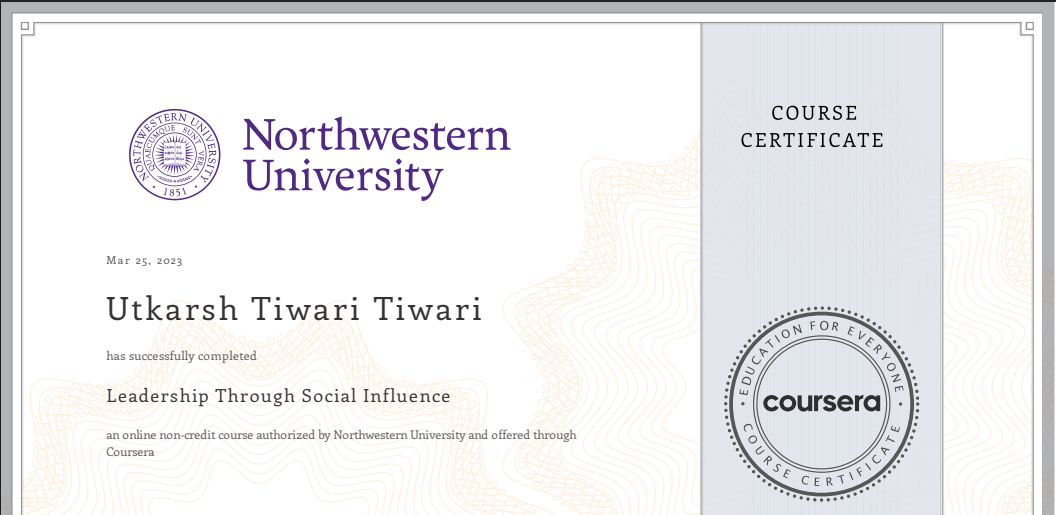 NORTHWESTERN UNIVERSITY
QUAECUMQUE SUNT VERA
1851
Northwestern
University
COURSE
CERTIFICATE
Mar 25, 2023
Utkarsh Tiwari Tiwari
has successfully completed
Leadership Through Social Influence
an online non-credit course authorized by Northwestern University and offered through
Coursera
EDUCATION FOR EVERYONE
coursera
COURSE CERTIFICATE